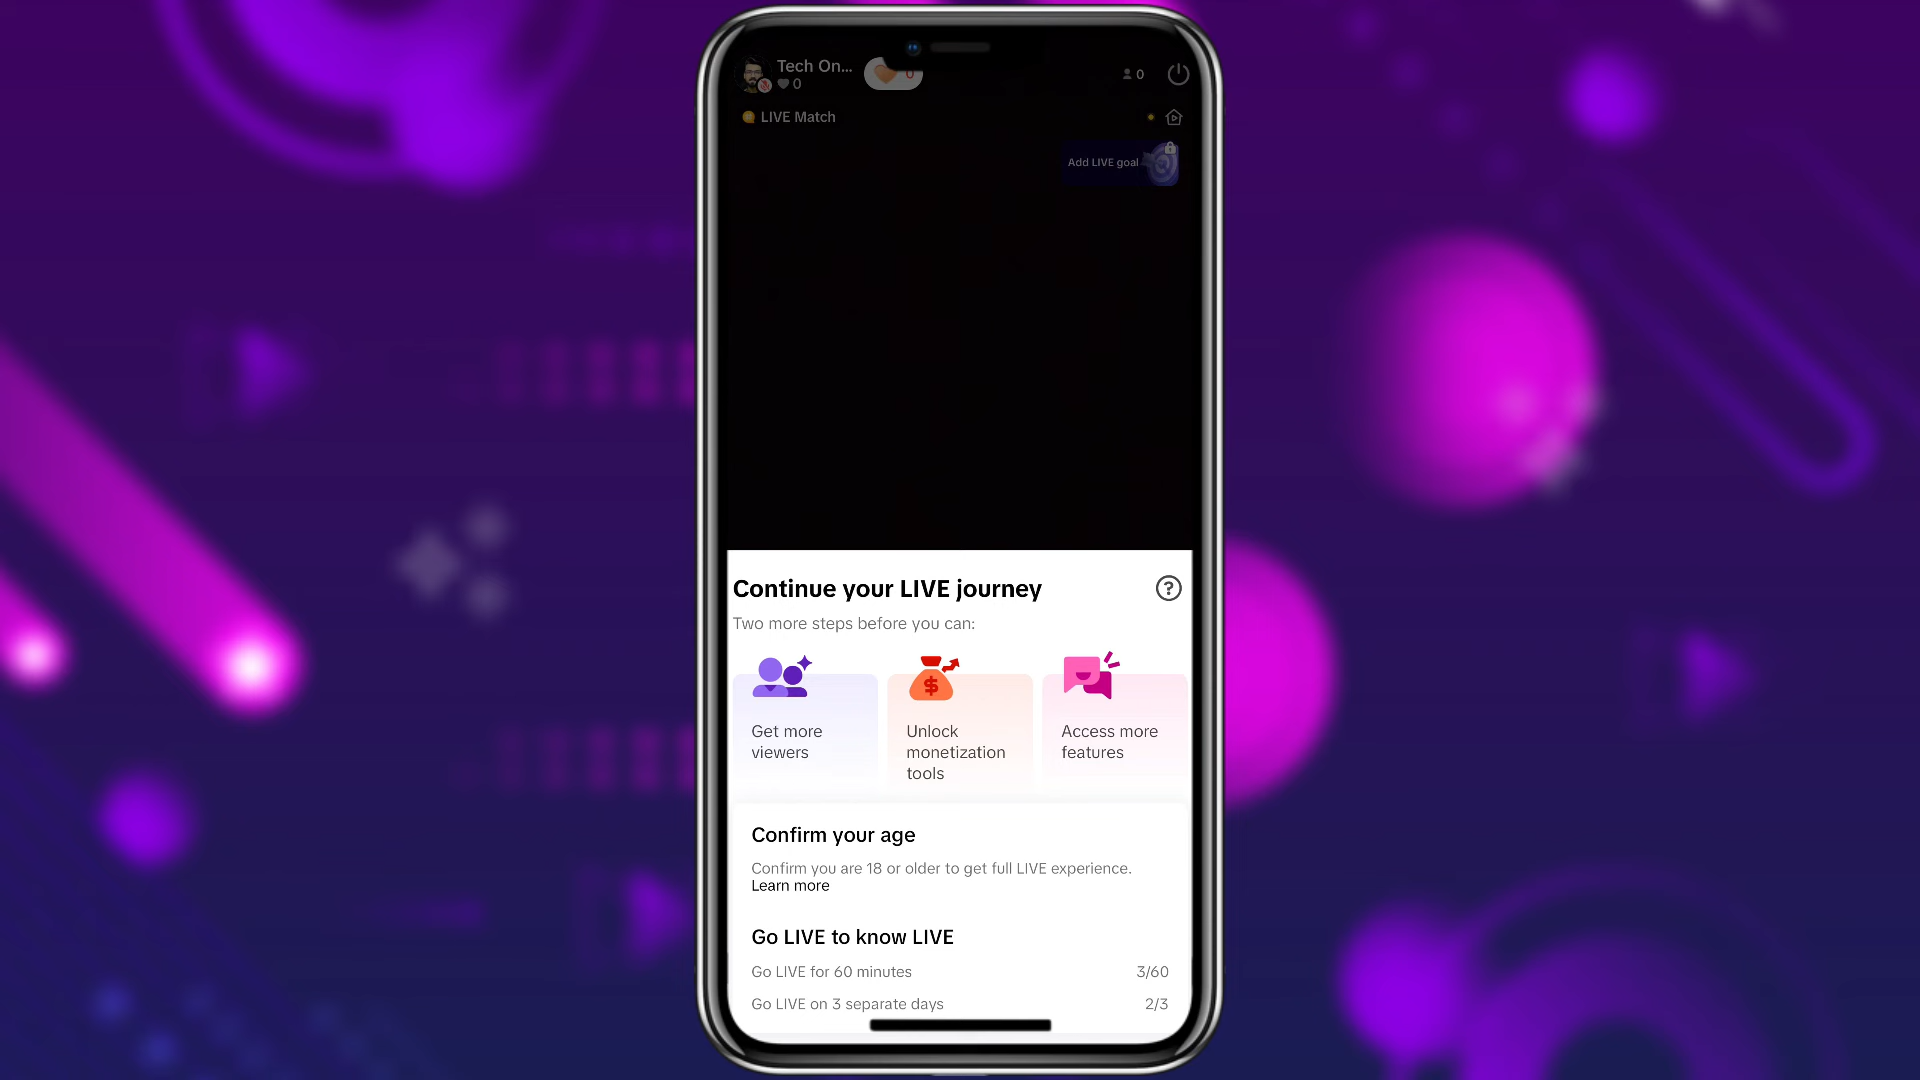 Tech On...
0
0
0
LIVE Match
Add LIVE goal
Continue your LIVE journey
?
Two more steps before you can:
$
Get more
viewers
Unlock
monetization
tools
Access more
features
Confirm your age
Confirm you are 18 or older to get full LIVE experience.
Learn more
Go LIVE to know LIVE
Go LIVE for 60 minutes 3/60
Go LIVE on 3 separate days 2/3